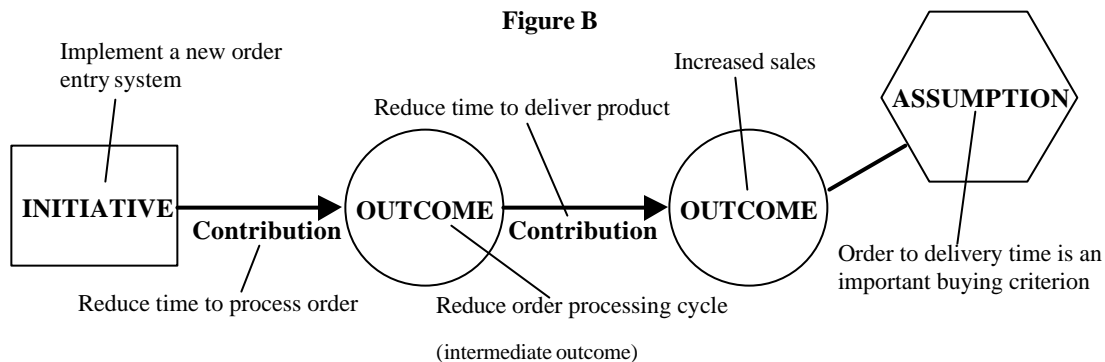 Figure B
Implement a new order
entry system
Increased sales
Reduce time to deliver product
ASSUMPTION
INITIATIVE
OUTCOME
OUTCOME
Contribution
Contribution
Order to delivery time is an
important buying criterion
Reduce time to process order
Reduce order processing cycle
(intermediate outcome)